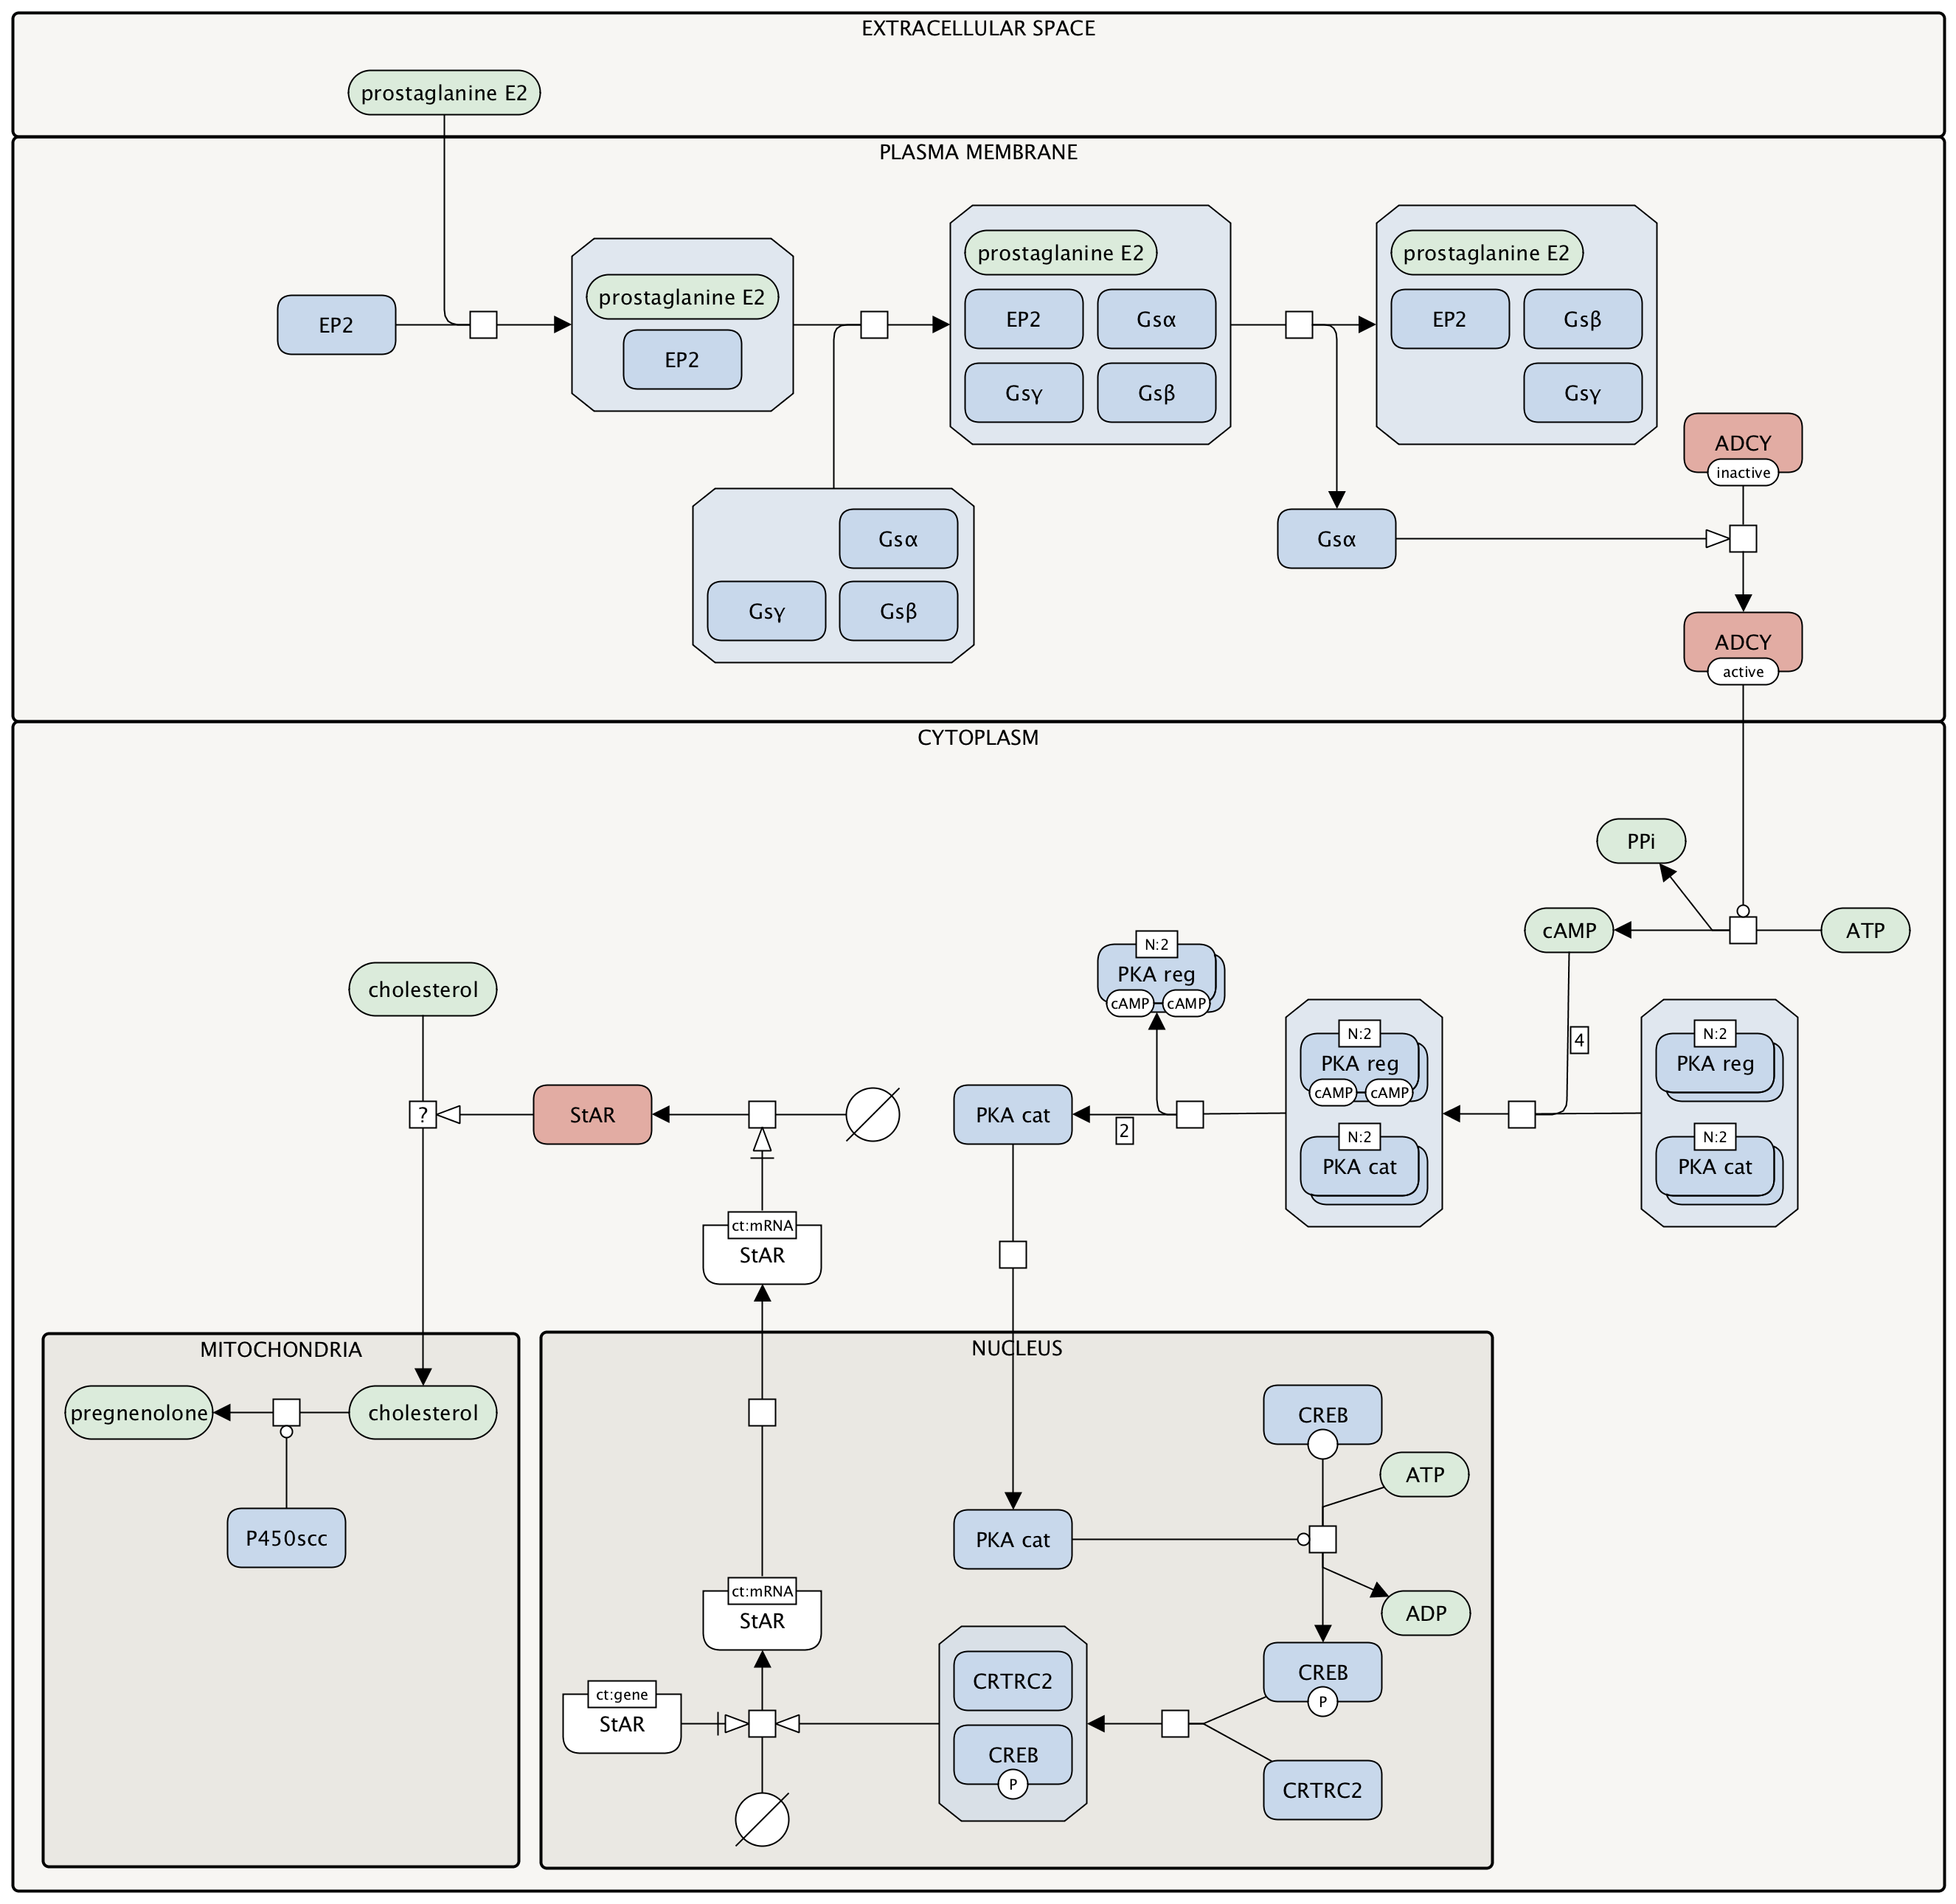 EXTRACELLULAR SPACE
prostaglanine E2
PLASMA MEMBRANE
prostaglanine E2
prostaglanine E2
prostaglanine E2
EP2
EP2
EP2
Gsα
Gsγ
Gsβ
EP2
Gsβ
Gsγ
ADCY
inactive
Gsα
Gsγ
Gsβ
Gsα
ADCY
active
CYTOPLASM
PPi
cAMP
ATP
N:2
PKA reg
cAMP
cAMP
cholesterol
4
N:2
PKA reg
cAMP
cAMP
N:2
PKA cat
N:2
PKA reg
N:2
PKA cat
?
StAR
PKA cat
2
ct:mRNA
StAR
MITOCHONDRIA
pregnenolone
cholesterol
P450scc
NUCLEUS
CREB
ATP
PKA cat
ADP
ct:mRNA
StAR
CREB
P
ct:gene
StAR
CRTRC2
CREB
P
CRTRC2